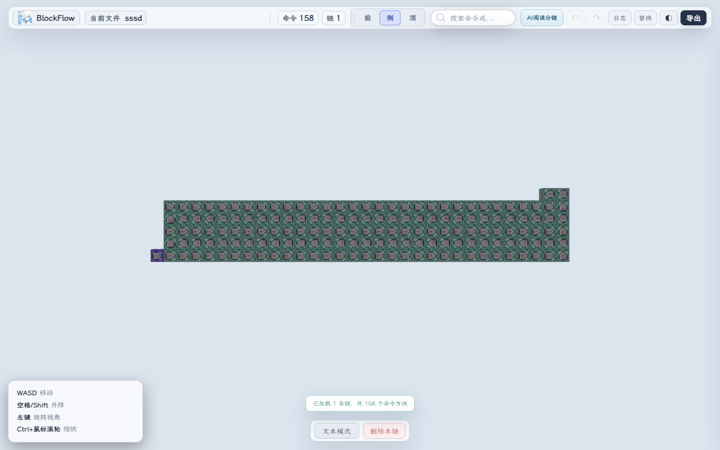 BlockFlow
当前文件 sssd
命令 158
链 1
前
侧
顶
搜索命令或...
AI阅读分链
日志
替换
导出
WASD 移动
空格/Shift 升降
左键 旋转视角
Ctrl+鼠标滚轮 缩放
已加载 1 条链，共 158 个命令方块
文本模式
删除本链